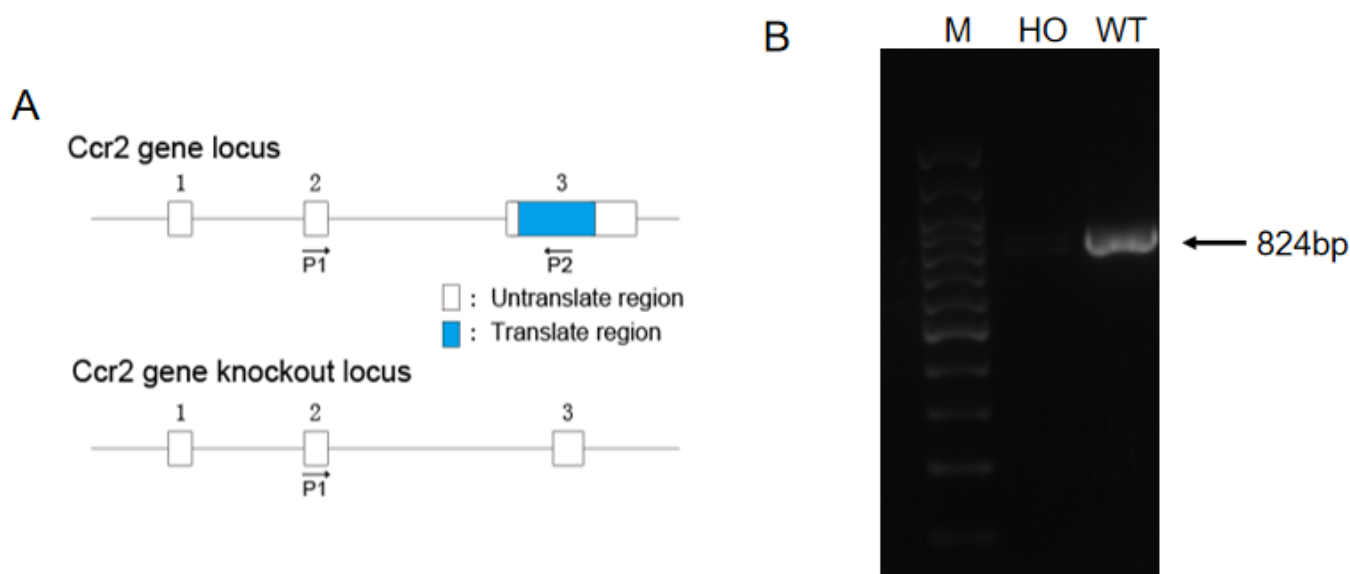 A
Ccr2 gene locus
1 2 3
P1 P2
: Untranslate region
: Translate region
Ccr2 gene knockout locus
1 2 3
P1
B
M HO WT
824bp